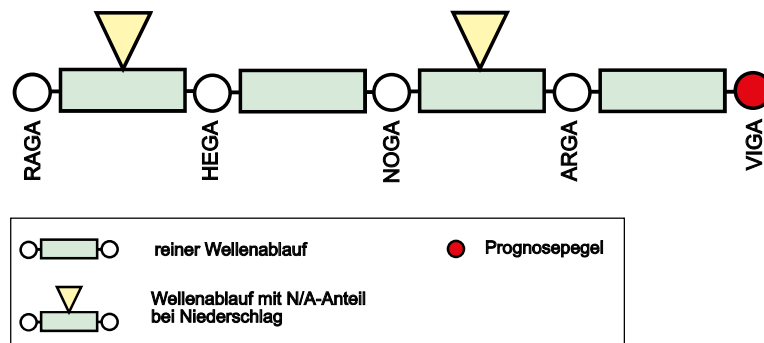 RAGA
HEGA
NOGA
ARGA
VIGA
reiner Wellenablauf
Prognosepegel
Wellenablauf mit N/A-Anteil
bei Niederschlag